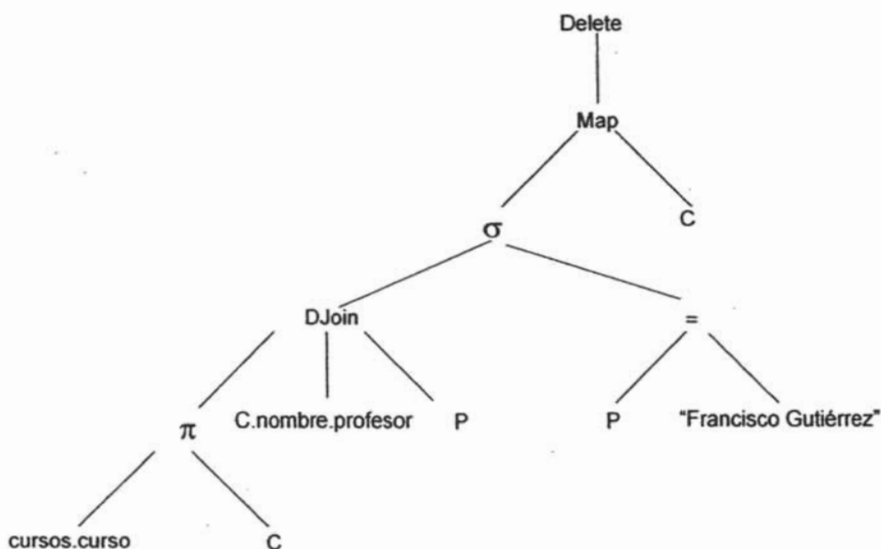 Delete
Map
σ C
DJoin =
π C.nombre.profesor P P "Francisco Gutiérrez"
cursos.curso C